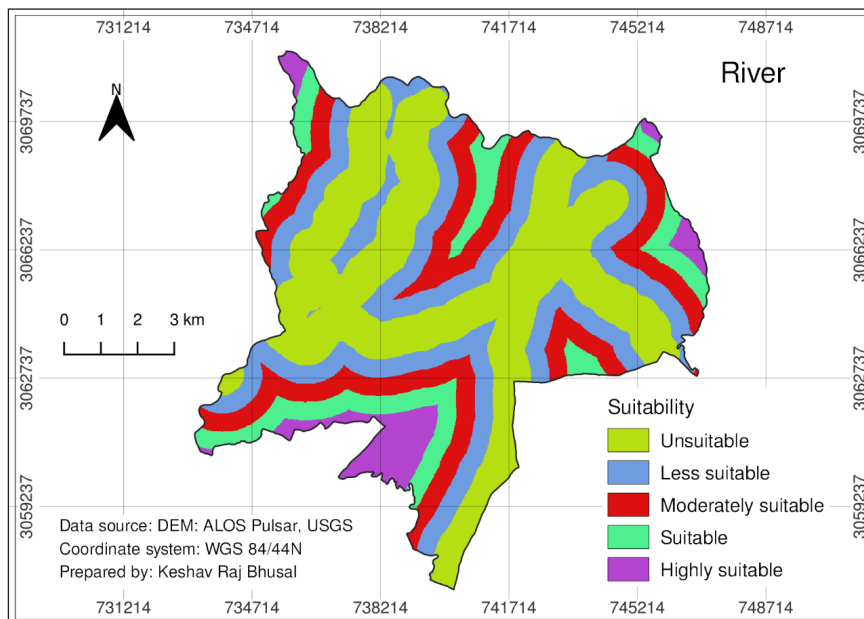 731214 734714 738214 741714 745214 748714
River
N
3069737 3069737
3066237 3066237
0 1 2 3 km
3062737 3062737
Suitability
Unsuitable
Less suitable
Moderately suitable
Suitable
Highly suitable
3059237 3059237
Data source: DEM: ALOS Pulsar, USGS
Coordinate system: WGS 84/44N
Prepared by: Keshav Raj Bhusal
731214 734714 738214 741714 745214 748714